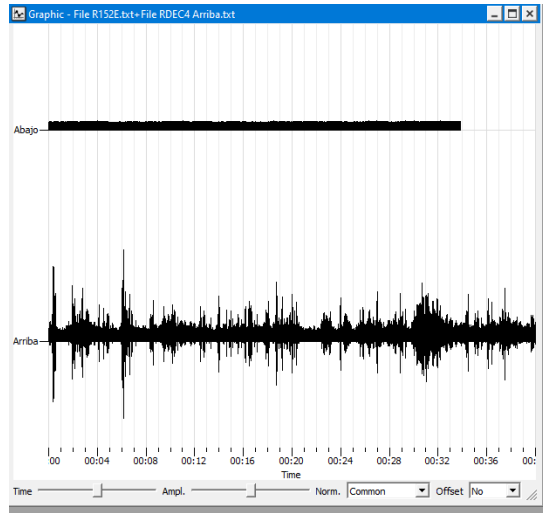 Graphic - File R152E.txt+File RDEC4 Arriba.txt
Abajo
Arriba
00 00:04 00:08 00:12 00:16 00:20 00:24 00:28 00:32 00:36 00:
Time
Time Ampl. Norm. Common Offset No